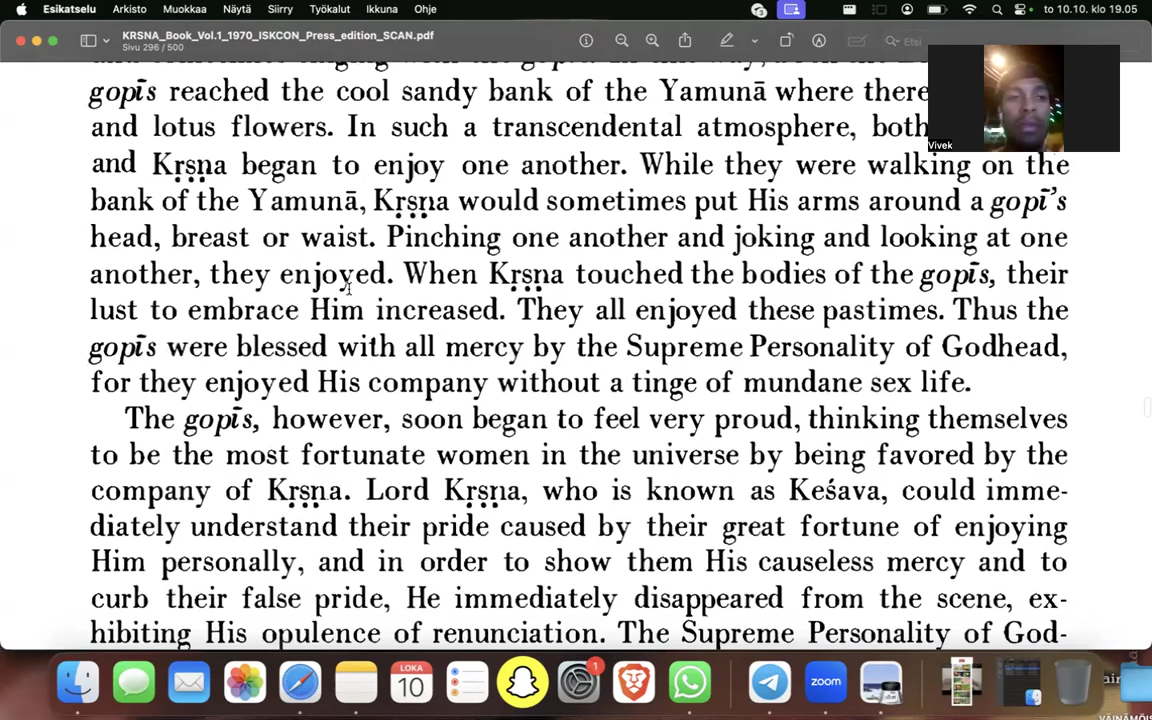 Esikatselu Arkisto Muokkaa Näytä Siirry Työkalut Ikkuna Ohje to 10.10. klo 19.05
KRSNA_Book_Vol.1_1970_ISKCON_Press_edition_SCAN.pdf
Sivu 296 / 500
Etsi
Vivek
gopīs reached the cool sandy bank of the Yamunā where there
and lotus flowers. In such a transcendental atmosphere, both
and Kṛṣṇa began to enjoy one another. While they were walking on the
bank of the Yamunā, Kṛṣṇa would sometimes put His arms around a gopī's
head, breast or waist. Pinching one another and joking and looking at one
another, they enjoyed. When Kṛṣṇa touched the bodies of the gopīs, their
lust to embrace Him increased. They all enjoyed these pastimes. Thus the
gopīs were blessed with all mercy by the Supreme Personality of Godhead,
for they enjoyed His company without a tinge of mundane sex life.
The gopīs, however, soon began to feel very proud, thinking themselves
to be the most fortunate women in the universe by being favored by the
company of Kṛṣṇa. Lord Kṛṣṇa, who is known as Keśava, could imme-
diately understand their pride caused by their great fortune of enjoying
Him personally, and in order to show them His causeless mercy and to
curb their false pride, He immediately disappeared from the scene, ex-
hibiting His opulence of renunciation. The Supreme Personality of God-
LOKA
10
1
zoom